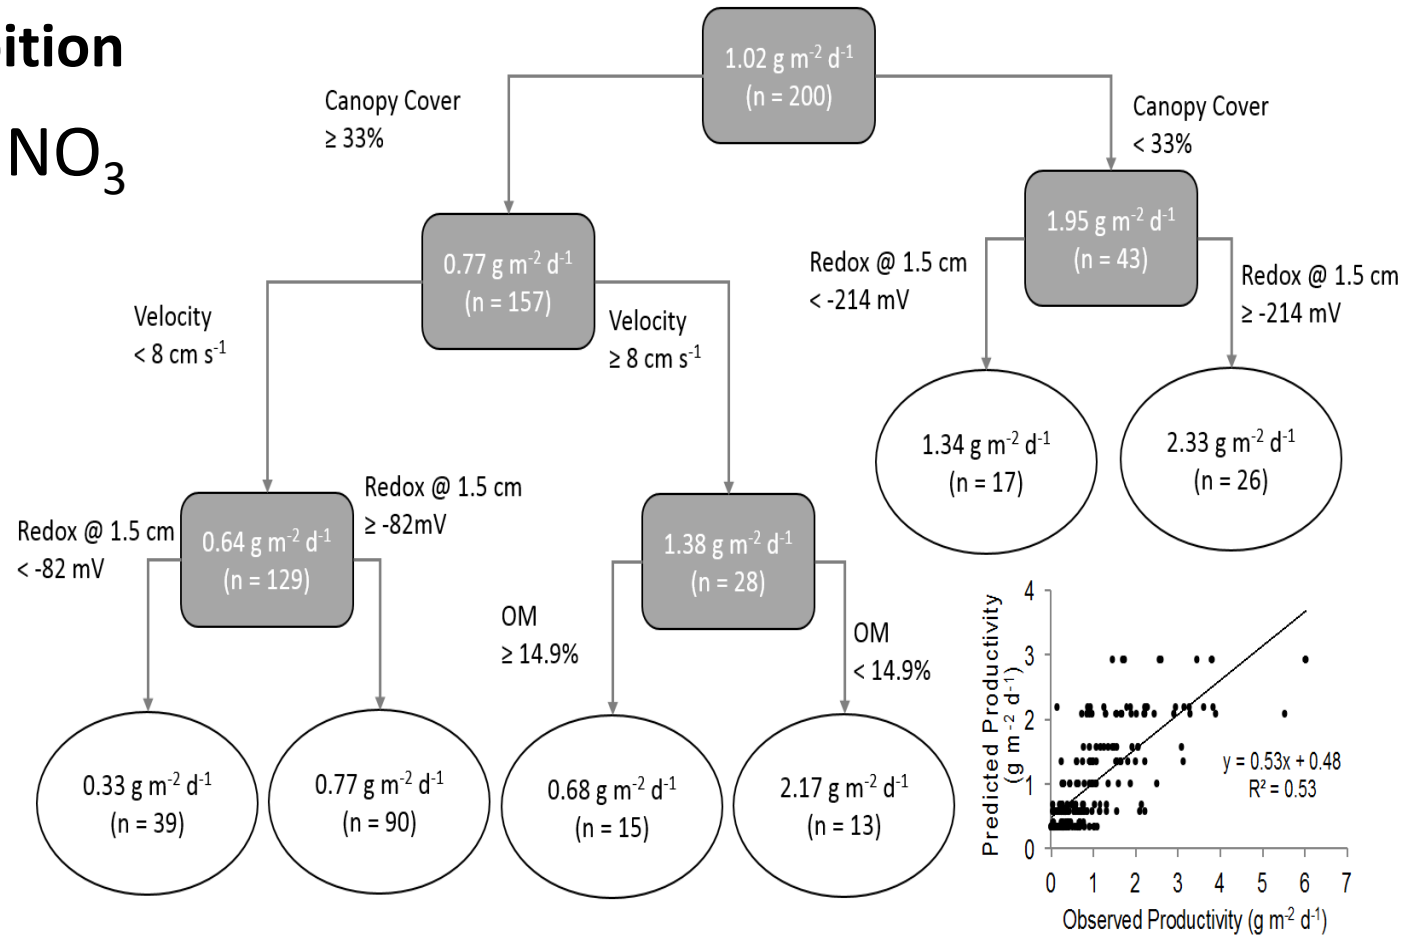 ition
NO3
1.02 g m-2 d-1
(n = 200)
Canopy Cover
≥ 33%
Canopy Cover
< 33%
0.77 g m-2 d-1
(n = 157)
1.95 g m-2 d-1
(n = 43)
Velocity
< 8 cm s-1
Velocity
≥ 8 cm s-1
Redox @ 1.5 cm
< -214 mV
Redox @ 1.5 cm
≥ -214 mV
1.34 g m-2 d-1
(n = 17)
2.33 g m-2 d-1
(n = 26)
Redox @ 1.5 cm
< -82 mV
0.64 g m-2 d-1
(n = 129)
Redox @ 1.5 cm
≥ -82mV
1.38 g m-2 d-1
(n = 28)
OM
≥ 14.9%
OM
< 14.9%
0.33 g m-2 d-1
(n = 39)
0.77 g m-2 d-1
(n = 90)
0.68 g m-2 d-1
(n = 15)
2.17 g m-2 d-1
(n = 13)
Predicted Productivity
(g m-2 d-1)
4
3
2
1
0
y = 0.53x + 0.48
R² = 0.53
0 1 2 3 4 5 6 7
Observed Productivity (g m-2 d-1)